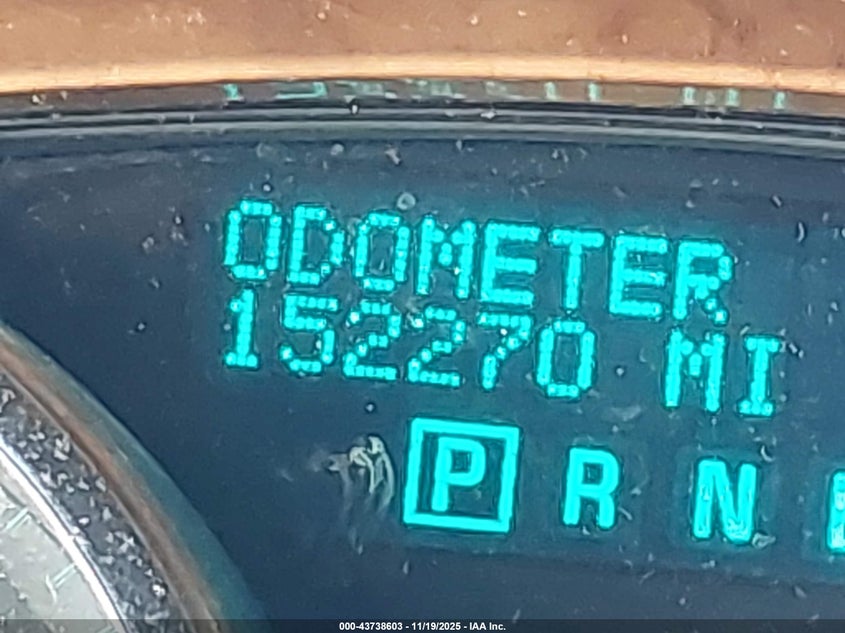 ODOMETER
152270 MI
P R N
000-43738603 - 11/19/2025 - IAA Inc.